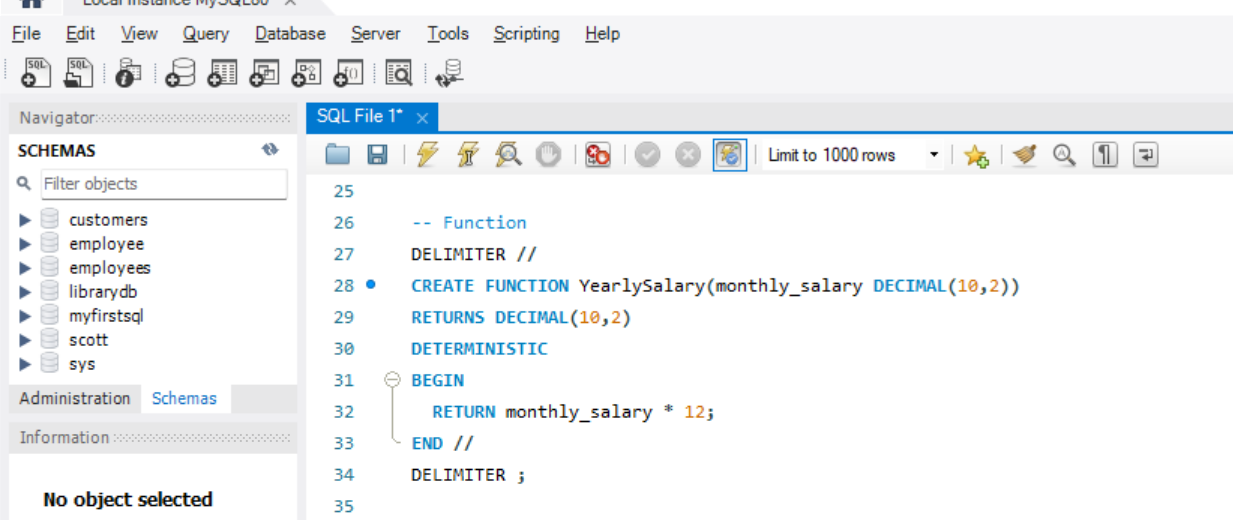 Local instance MySQL80 ×
File Edit View Query Database Server Tools Scripting Help
Navigator
SCHEMAS
Filter objects
customers
employee
employees
librarydb
myfirstsql
scott
sys
Administration Schemas
Information
No object selected
SQL File 1* ×
Limit to 1000 rows
25
26 -- Function
27 DELIMITER //
28 CREATE FUNCTION YearlySalary(monthly_salary DECIMAL(10,2))
29 RETURNS DECIMAL(10,2)
30 DETERMINISTIC
31 BEGIN
32 RETURN monthly_salary * 12;
33 END //
34 DELIMITER ;
35